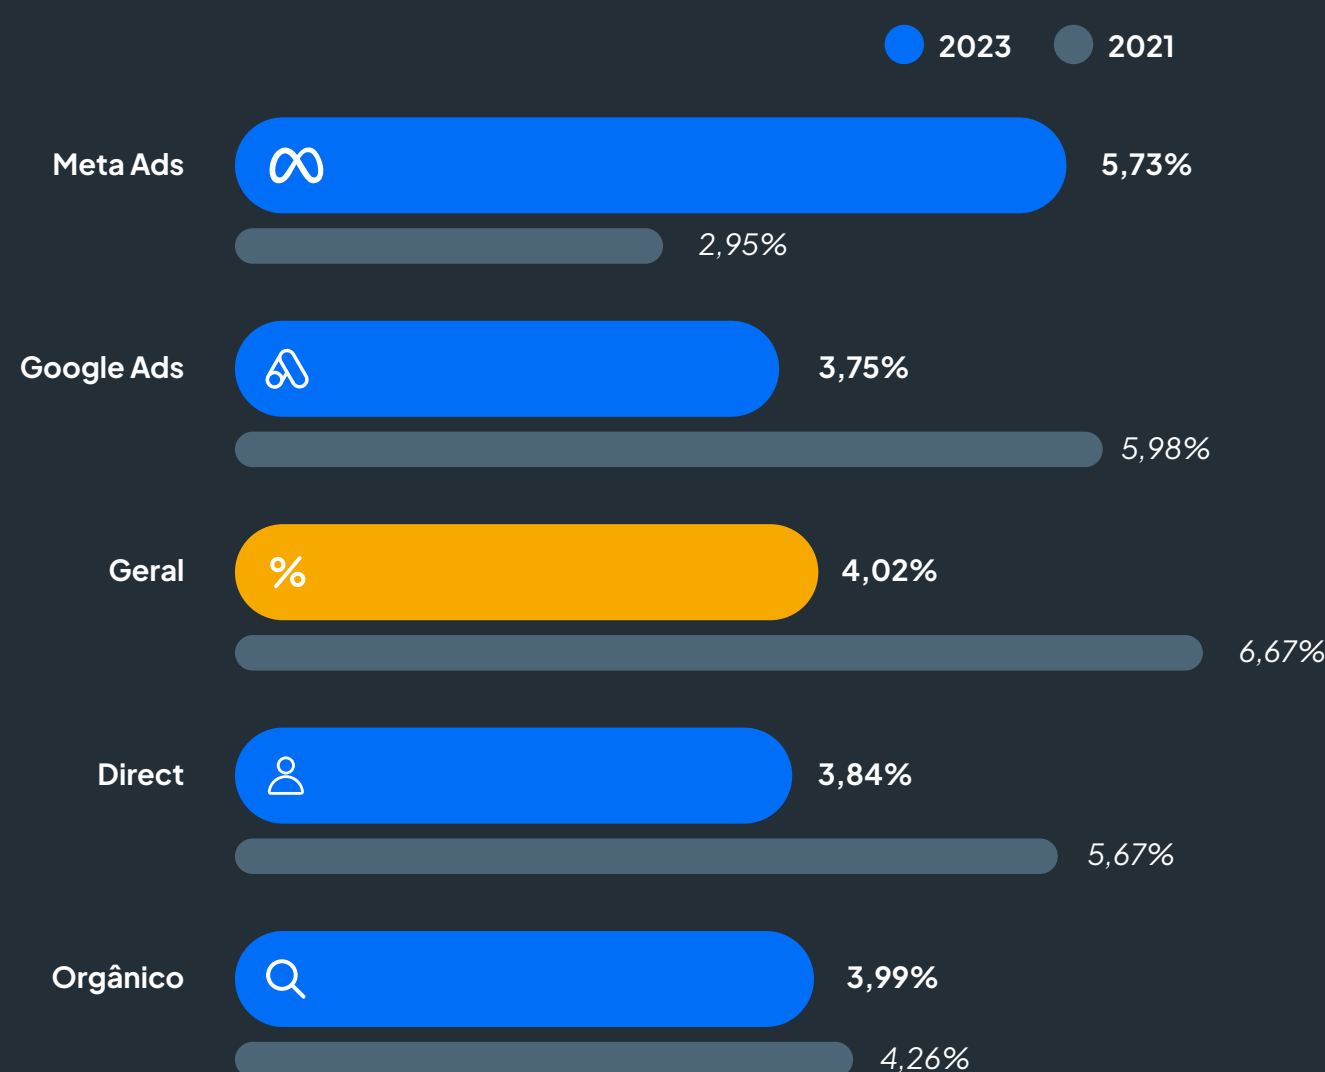 2023 2021
Meta Ads 5,73%
2,95%
Google Ads 3,75%
5,98%
Geral % 4,02%
6,67%
Direct 3,84%
5,67%
Orgânico 3,99%
4,26%